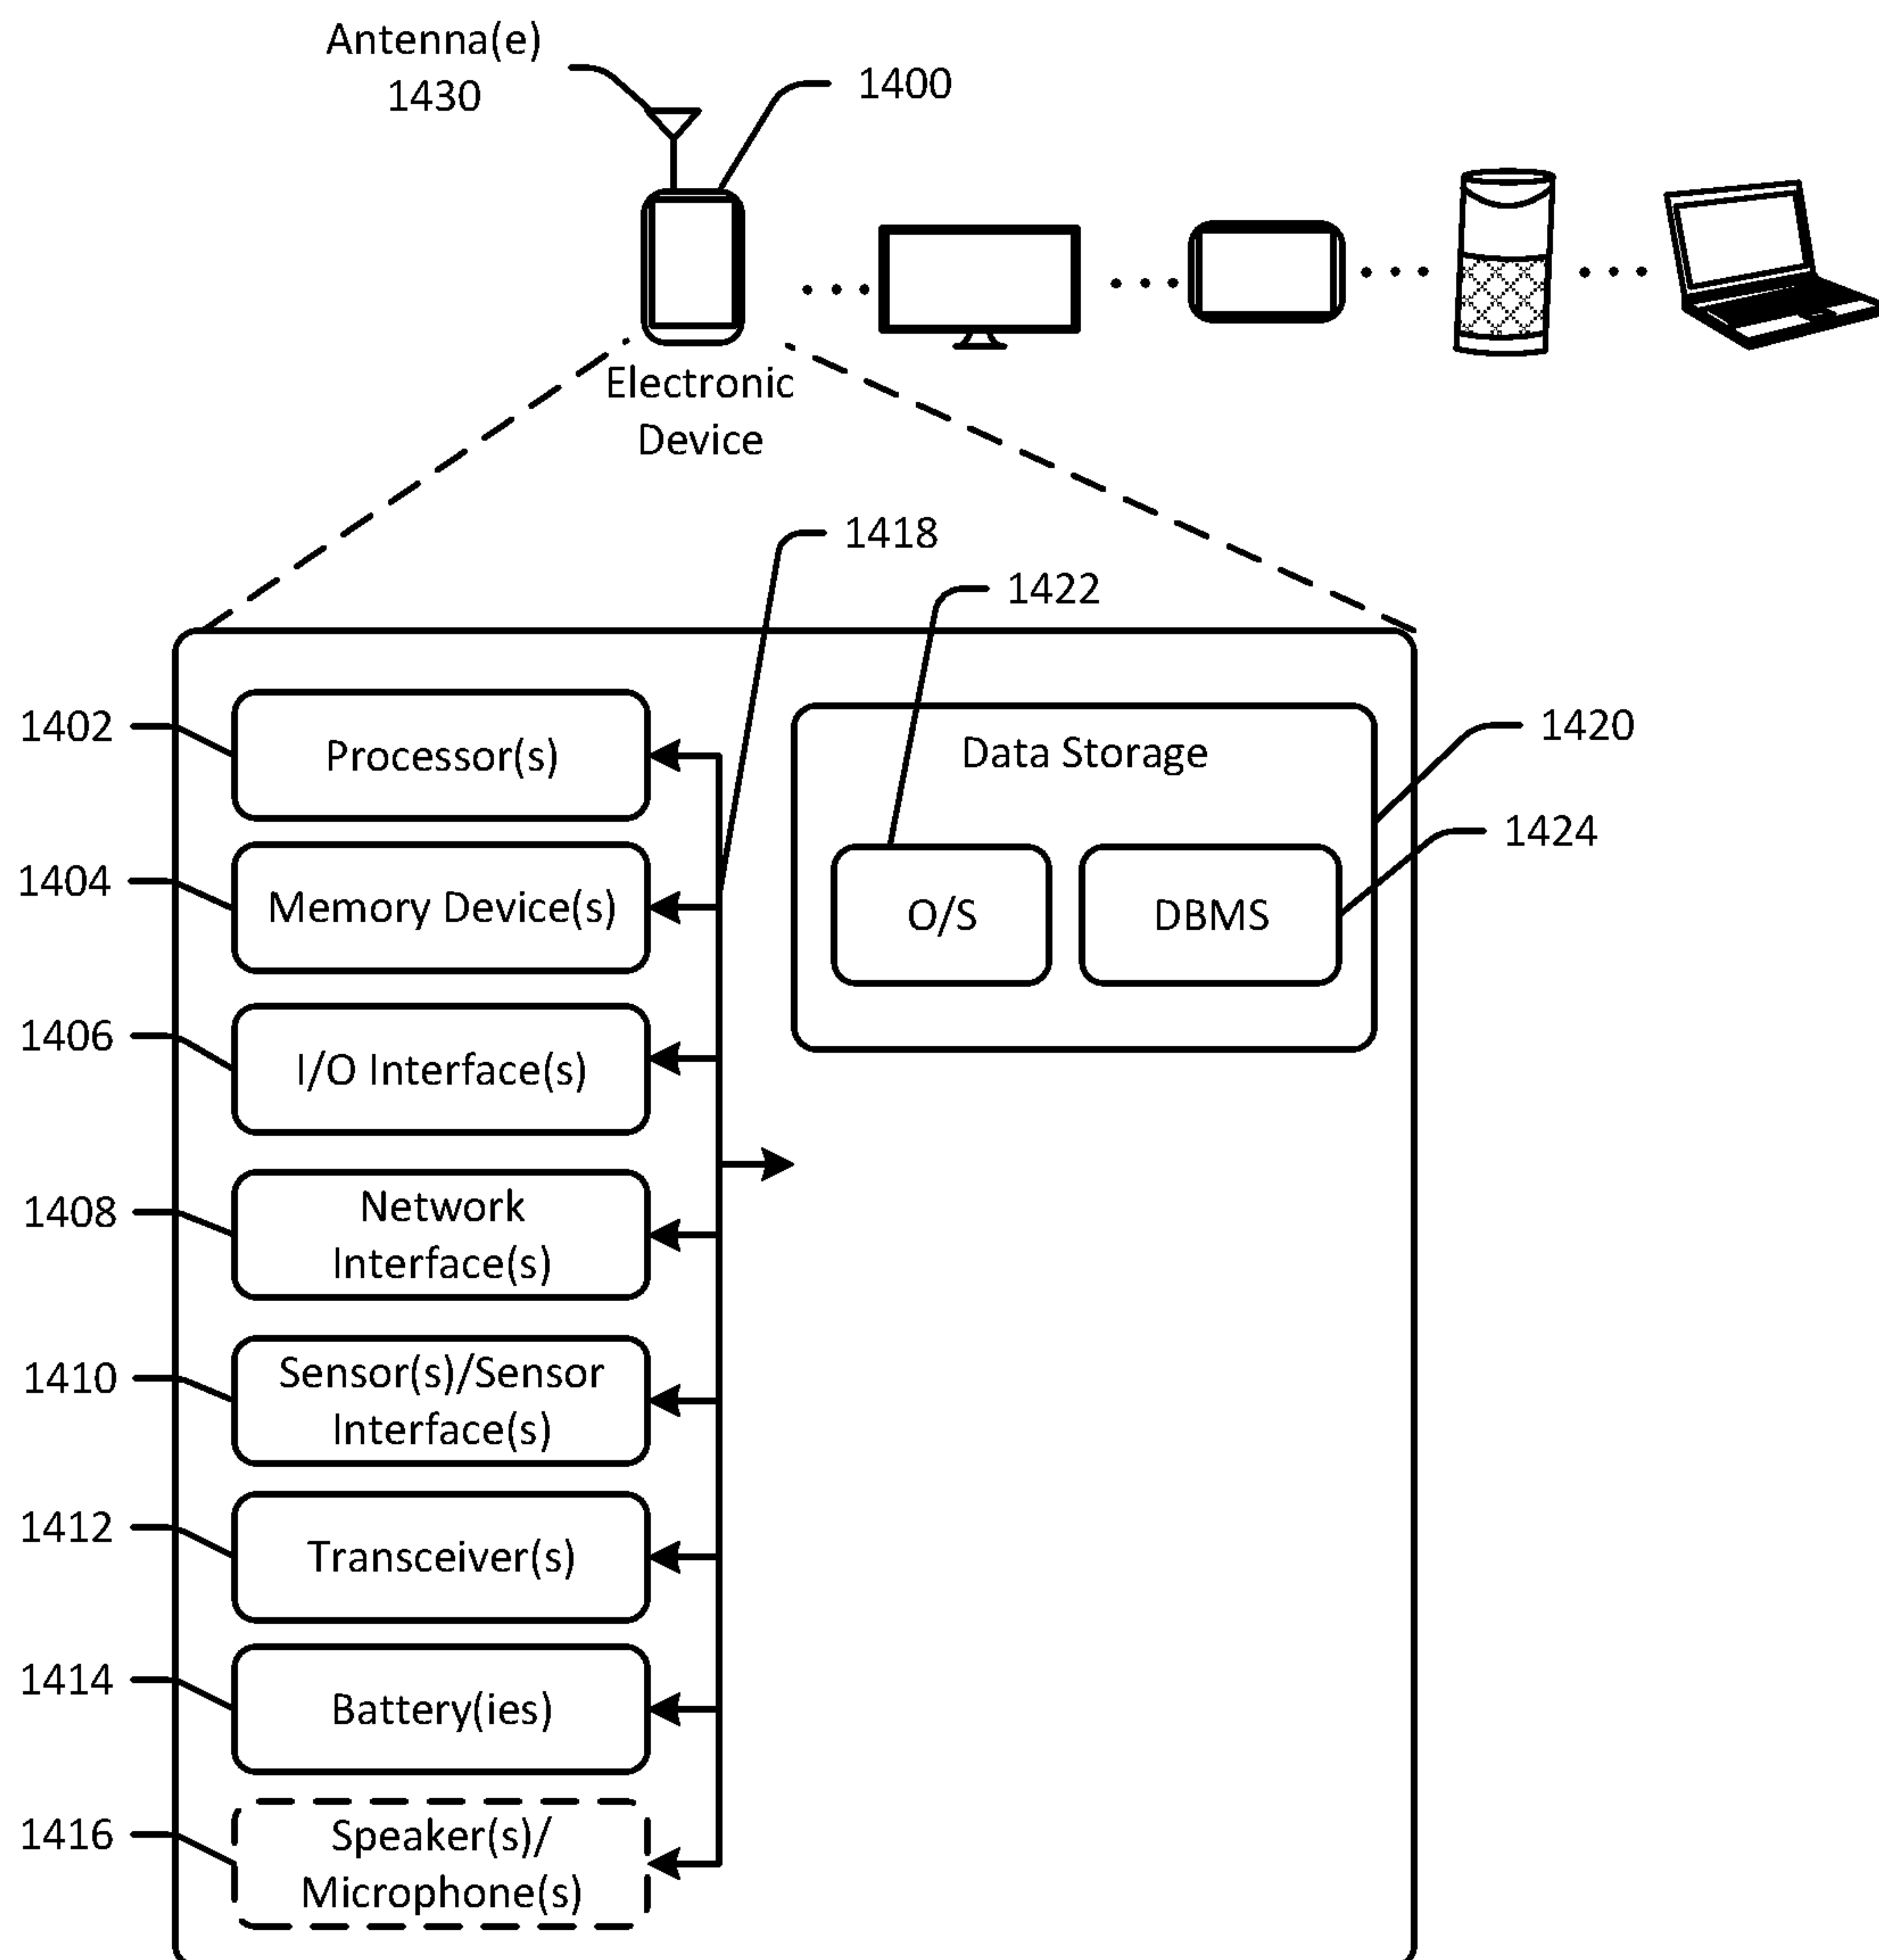 Antenna(e)
1430
1400
Electronic
Device
1418
1422
1402
Processor(s)
Data Storage
1420
1404
Memory Device(s)
O/S
DBMS
1424
1406
I/O Interface(s)
1408
Network
Interface(s)
1410
Sensor(s)/Sensor
Interface(s)
1412
Transceiver(s)
1414
Battery(ies)
1416
Speaker(s)/
Microphone(s)